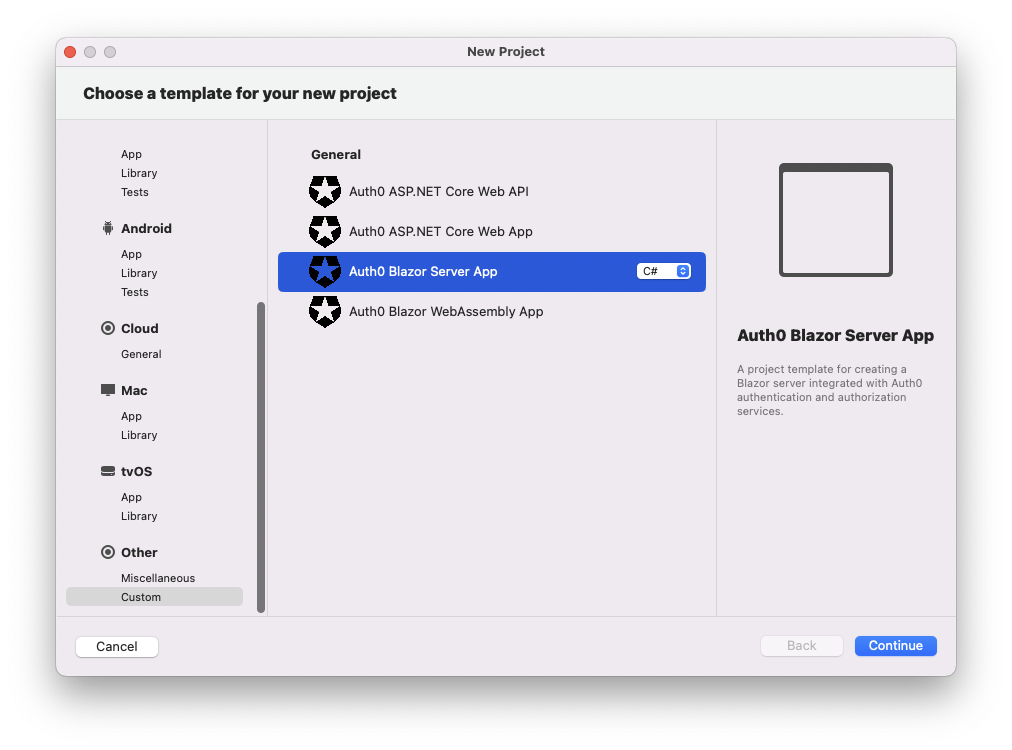 New Project
Choose a template for your new project
App
Library
Tests
Android
App
Library
Tests
Cloud
General
Mac
App
Library
tvOS
App
Library
Other
Miscellaneous
Custom
General
Auth0 ASP.NET Core Web API
Auth0 ASP.NET Core Web App
Auth0 Blazor Server App C#
Auth0 Blazor WebAssembly App
Auth0 Blazor Server App
A project template for creating a
Blazor server integrated with Auth0
authentication and authorization
services.
Cancel
Back
Continue